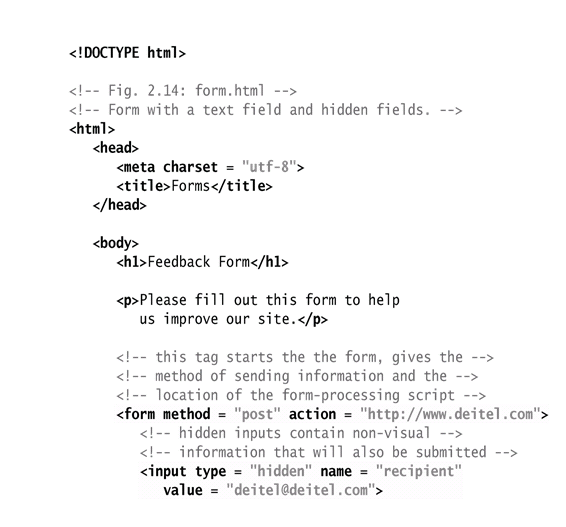 <!DOCTYPE html>
<!-- Fig. 2.14: form.html -->
<!-- Form with a text field and hidden fields. -->
<html>
<head>
<meta charset = "utf-8">
<title>Forms</title>
</head>
<body>
<h1>Feedback Form</h1>
<p>Please fill out this form to help
us improve our site.</p>
<!-- this tag starts the the form, gives the -->
<!-- method of sending information and the -->
<!-- location of the form-processing script -->
<form method = "post" action = "http://www.deitel.com">
<!-- hidden inputs contain non-visual -->
<!-- information that will also be submitted -->
<input type = "hidden" name = "recipient"
value = "deitel@deitel.com">